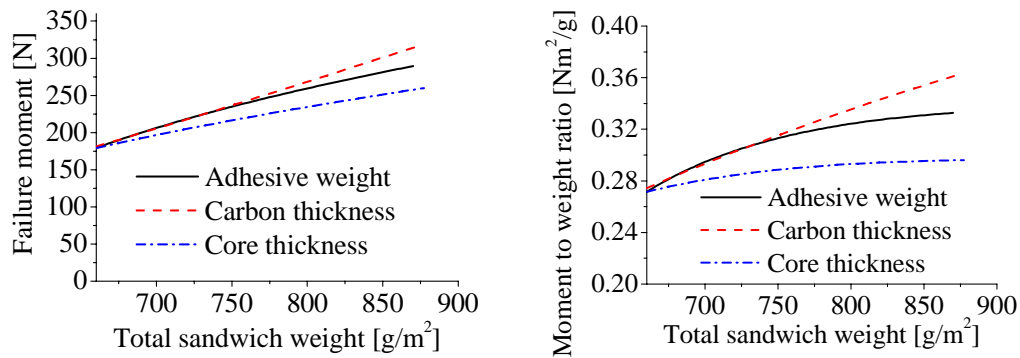 Failure moment [N]
350
300
250
200
150
100
50
0
Adhesive weight
Carbon thickness
Core thickness
700 750 800 850 900
Total sandwich weight [g/m²]
Moment to weight ratio [Nm²/g]
0.40
0.36
0.32
0.28
0.24
0.20
Adhesive weight
Carbon thickness
Core thickness
700 750 800 850 900
Total sandwich weight [g/m²]